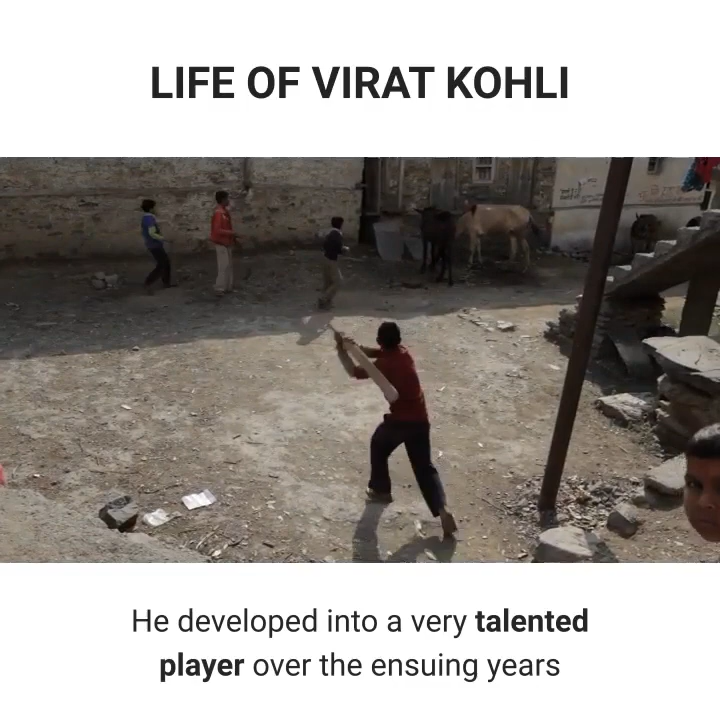 LIFE OF VIRAT KOHLI
He developed into a very talented
player over the ensuing years